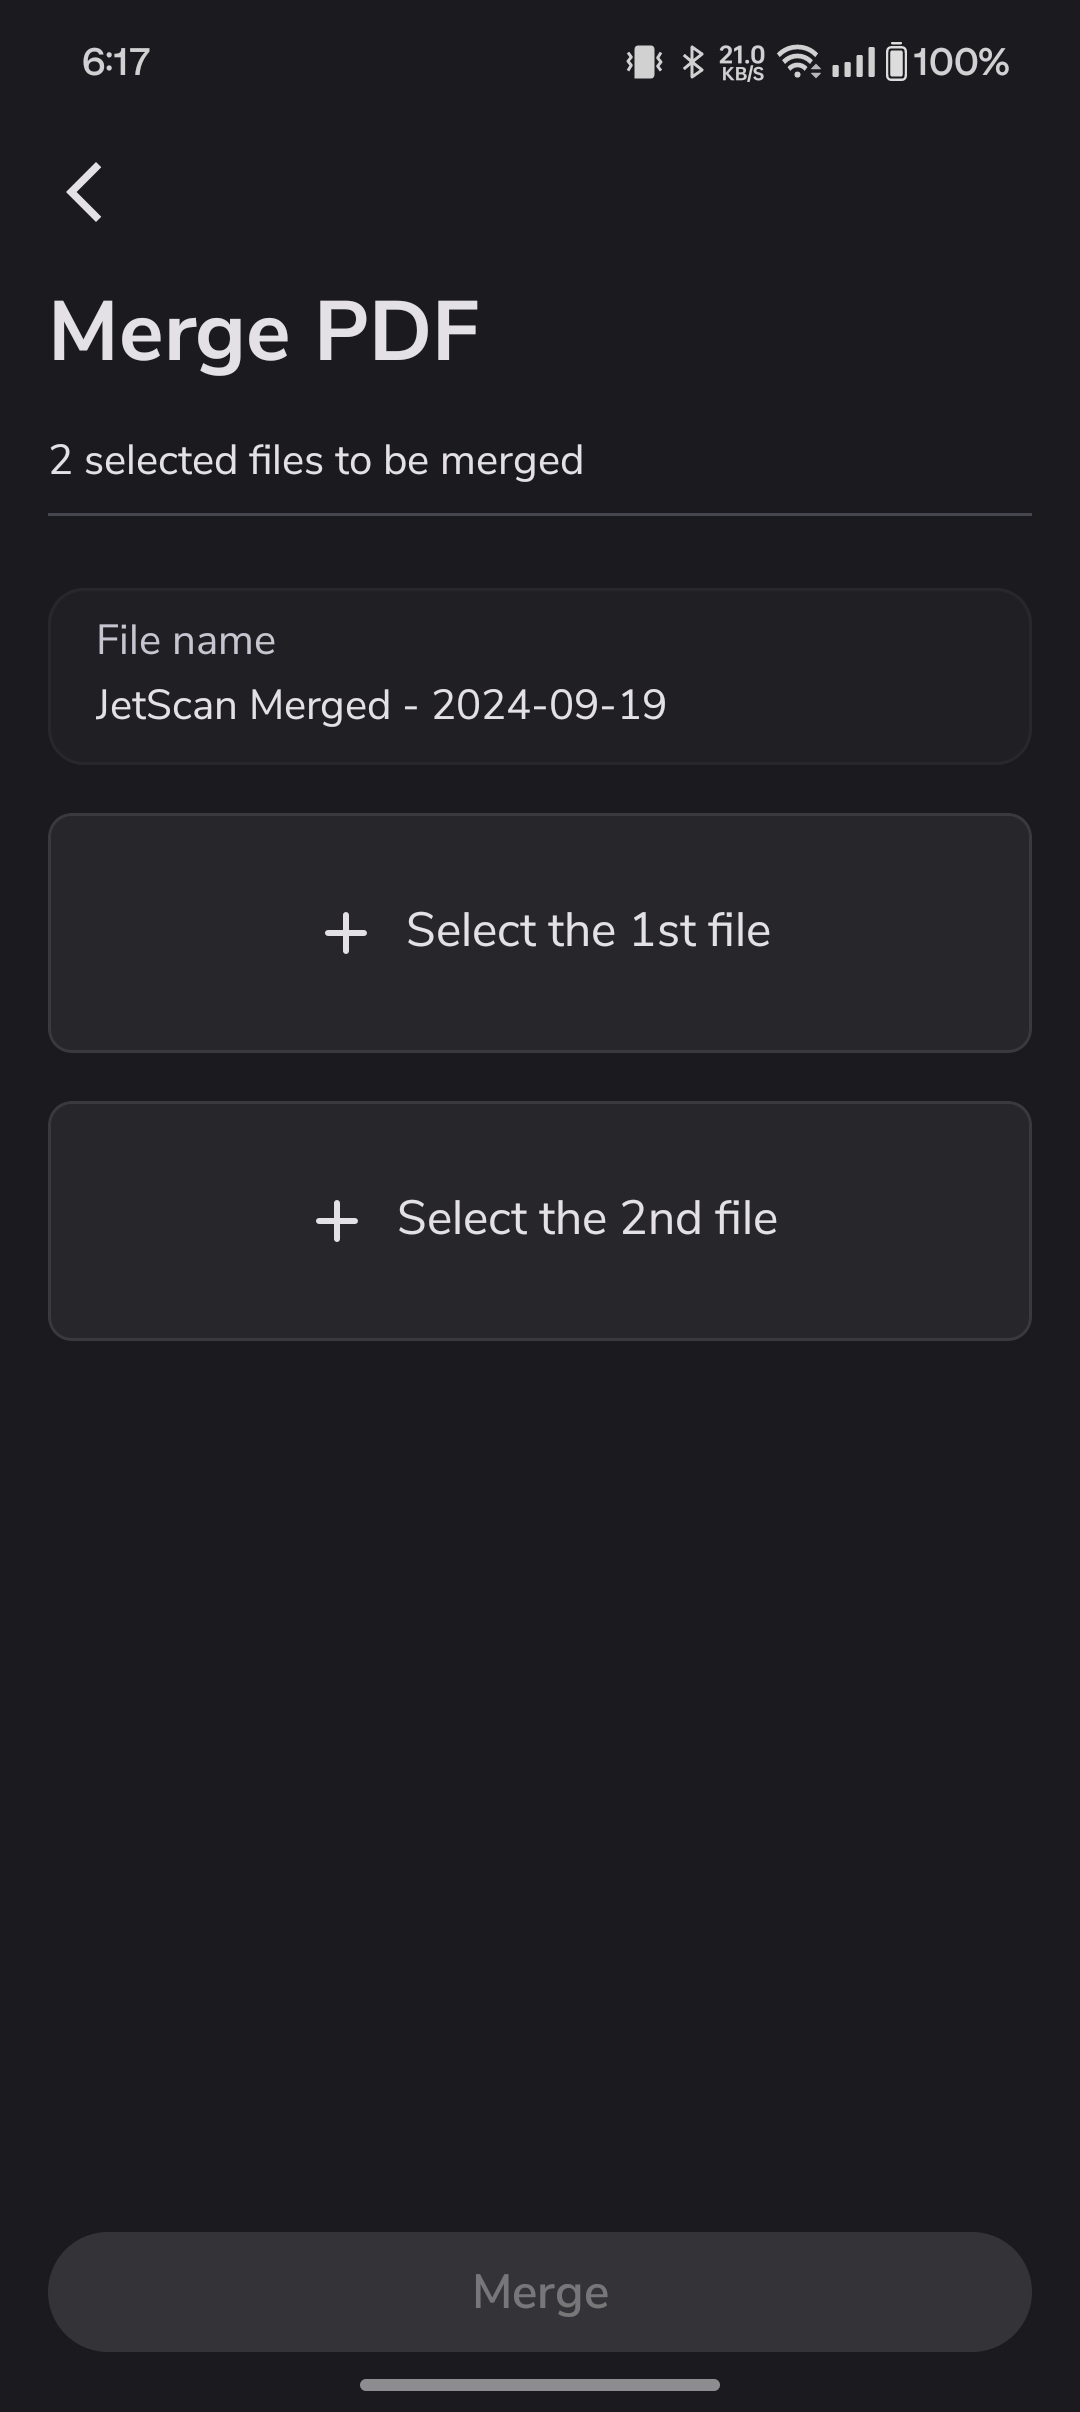 6:17
21.0
KB/S
100%
Merge PDF
2 selected files to be merged
File name
JetScan Merged - 2024-09-19
Select the 1st file
Select the 2nd file
Merge